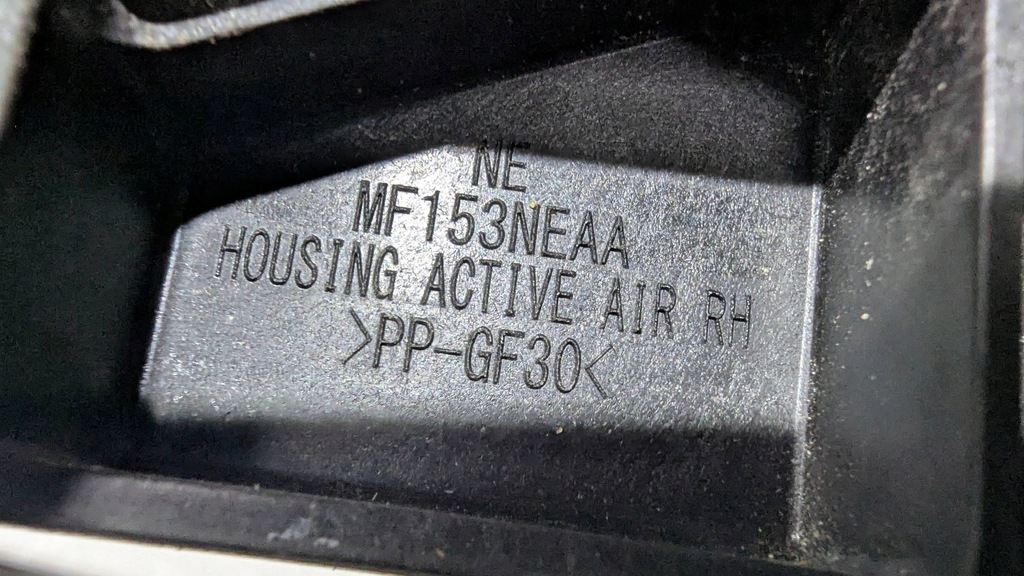 NE
MF153NEAA
HOUSING ACTIVE AIR RH
>PP-GF30<